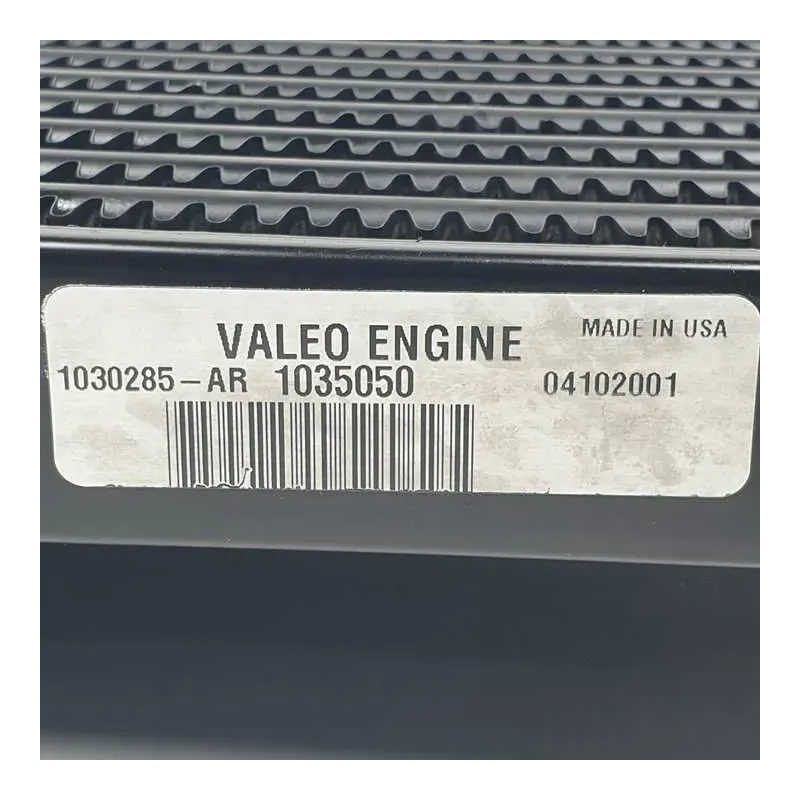 VALEO ENGINE MADE IN USA
1030285-AR 1035050 04102001